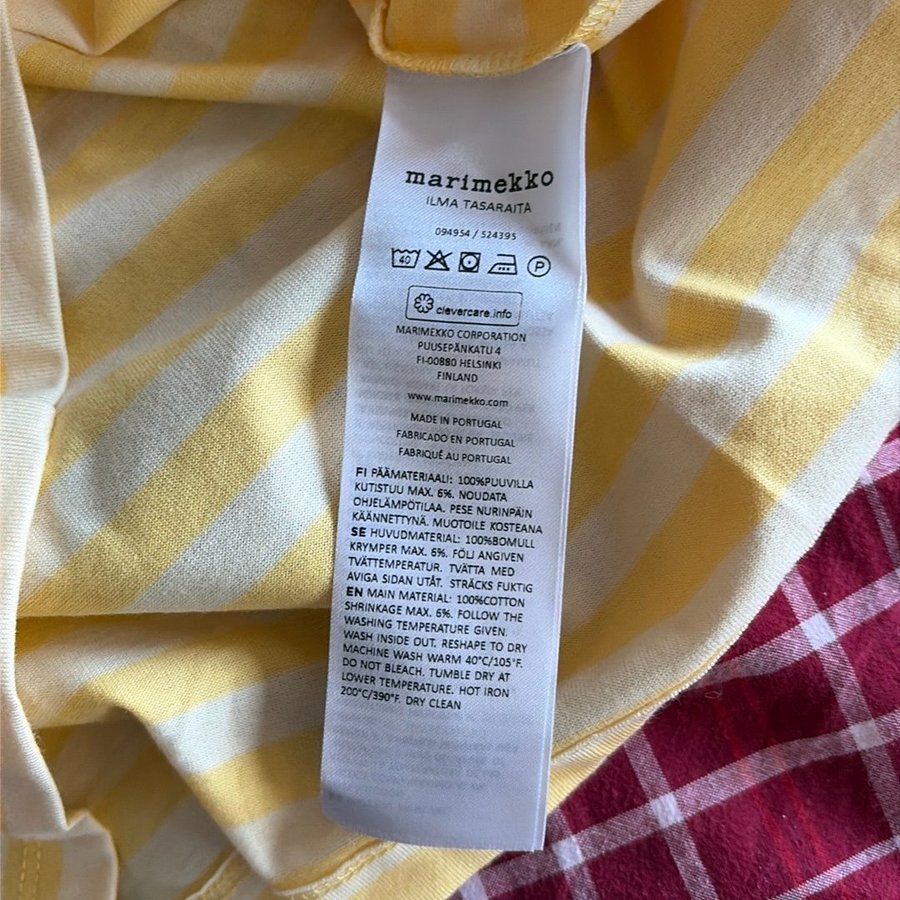 marimekko
ILMA TASARAITA
094954 / 524395
40 P
clevercare.info
MARIMEKKO CORPORATION
PUUSEPÄNKATU 4
FI-00880 HELSINKI
FINLAND
www.marimekko.com
MADE IN PORTUGAL
FABRICADO EN PORTUGAL
FABRIQUÉ AU PORTUGAL
FI PÄÄMATERIAALI: 100%PUUVILLA
KUTISTUU MAX. 6%. NOUDATA
OHJELÄMPÖTILAA. PESE NURINPÄIN
KÄÄNNETTYNÄ. MUOTOILE KOSTEANA
SE HUVUDMATERIAL: 100%BOMULL
KRYMPER MAX. 6%. FÖLJ ANGIVEN
TVÄTTEMPERATUR. TVÄTTA MED
AVIGA SIDAN UTÅT. STRÄCKS FUKTIG
EN MAIN MATERIAL: 100%COTTON
SHRINKAGE MAX. 6%. FOLLOW THE
WASHING TEMPERATURE GIVEN.
WASH INSIDE OUT. RESHAPE TO DRY
MACHINE WASH WARM 40°C/105°F.
DO NOT BLEACH. TUMBLE DRY AT
LOWER TEMPERATURE. HOT IRON
200°C/390°F. DRY CLEAN